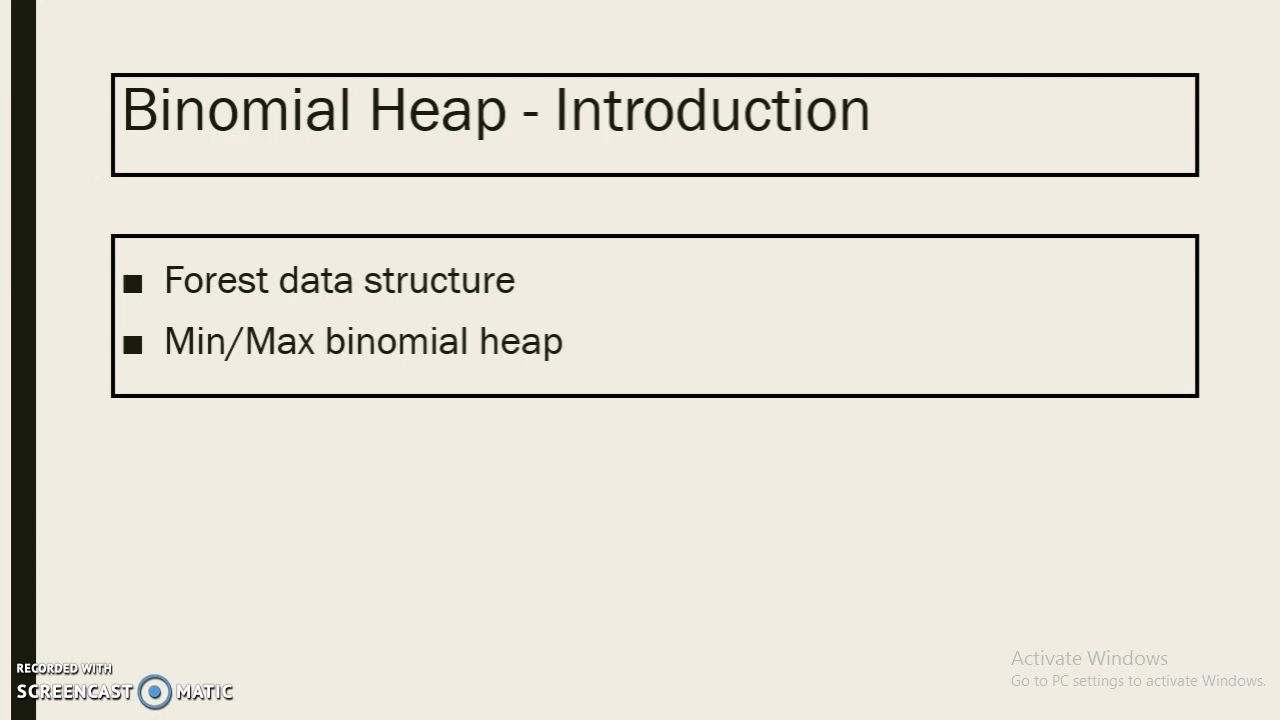 Binomial Heap - Introduction
■ Forest data structure
■ Min/Max binomial heap
Activate Windows
Go to PC settings to activate Windows.
RECORDED WITH
SCREENCAST MATIC